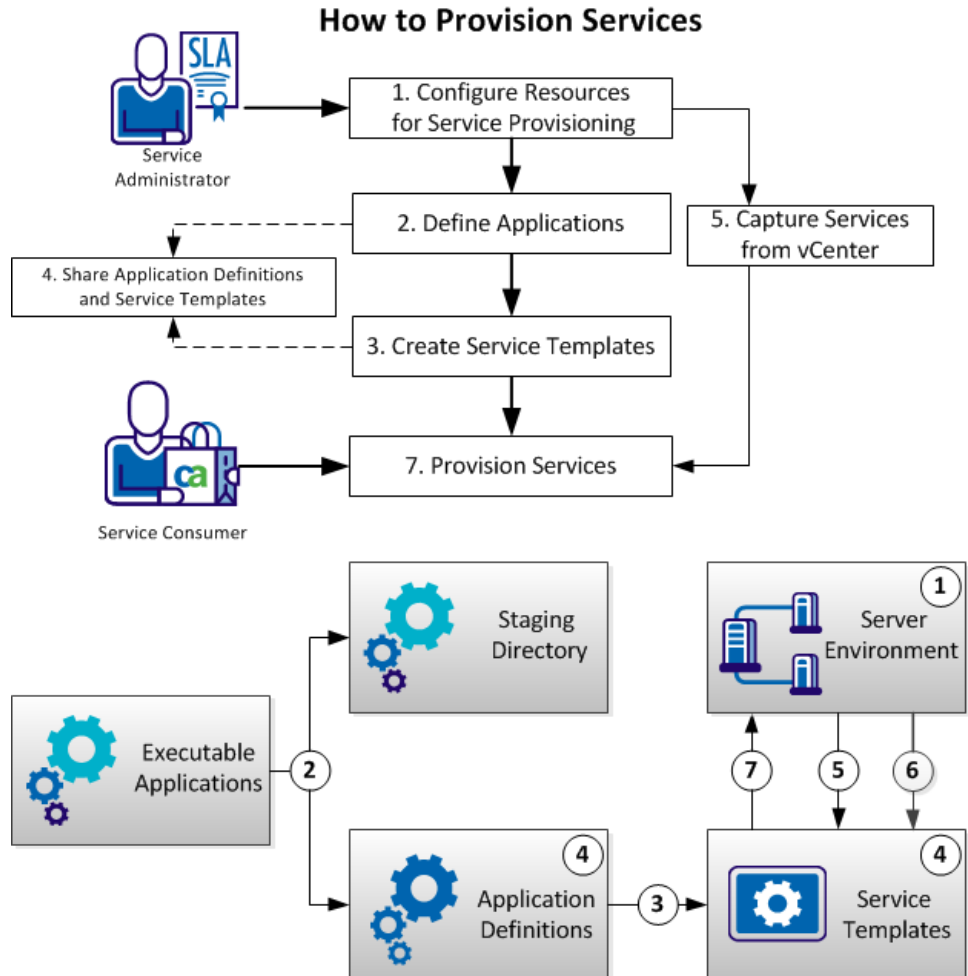 How to Provision Services
SLA
Service
Administrator
1. Configure Resources
for Service Provisioning
2. Define Applications
5. Capture Services
from vCenter
4. Share Application Definitions
and Service Templates
3. Create Service Templates
ca
Service Consumer
7. Provision Services
Staging
Directory
1
Server
Environment
Executable
Applications
2
7
5
6
4
Application
Definitions
3
4
Service
Templates